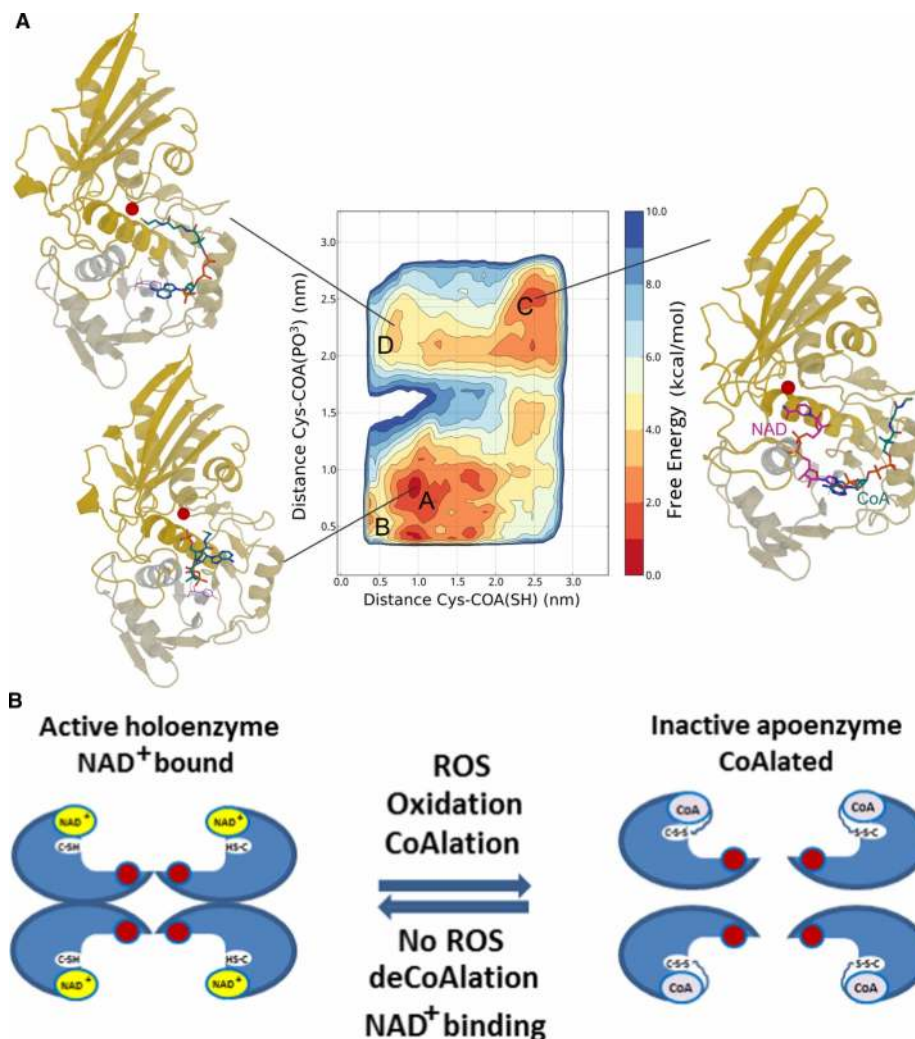 A
Distance Cys-COA(PO³) (nm)
3.0
2.5
2.0
1.5
1.0
0.5
0.0 0.5 1.0 1.5 2.0 2.5 3.0
Distance Cys-COA(SH) (nm)
C
D
A
B
10.0
8.0
6.0
4.0
2.0
0.0
Free Energy (kcal/mol)
NAD
CoA
B
Active holoenzyme
NAD⁺ bound
NAD⁺
NAD⁺
C-SH
HS-C
C-SH
HS-C
NAD⁺
NAD⁺
ROS
Oxidation
CoAlation
No ROS
deCoAlation
NAD⁺ binding
Inactive apoenzyme
CoAlated
CoA
CoA
C-S-S
S-S-C
C-S-S
S-S-C
CoA
CoA